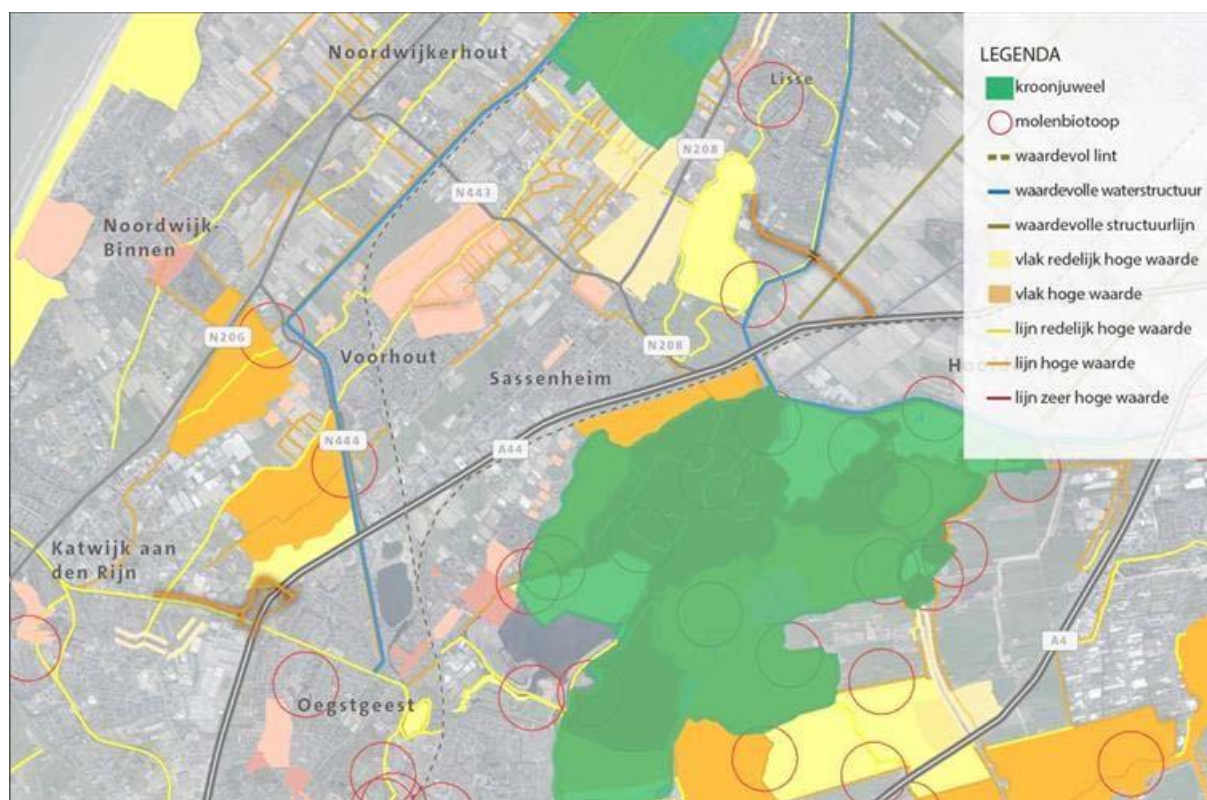 Noordwijkerhout
Lisse
N208
N443
Noordwijk-
Binnen
N206
Voorhout
N208
Sassenheim
N444
A44
Katwijk aan
den Rijn
A4
Oegstgeest
LEGENDA
kroonjuweel
molenbiotoop
waardevol lint
waardevolle waterstructuur
waardevolle structuurlijn
vlak redelijk hoge waarde
vlak hoge waarde
lijn redelijk hoge waarde
lijn hoge waarde
lijn zeer hoge waarde